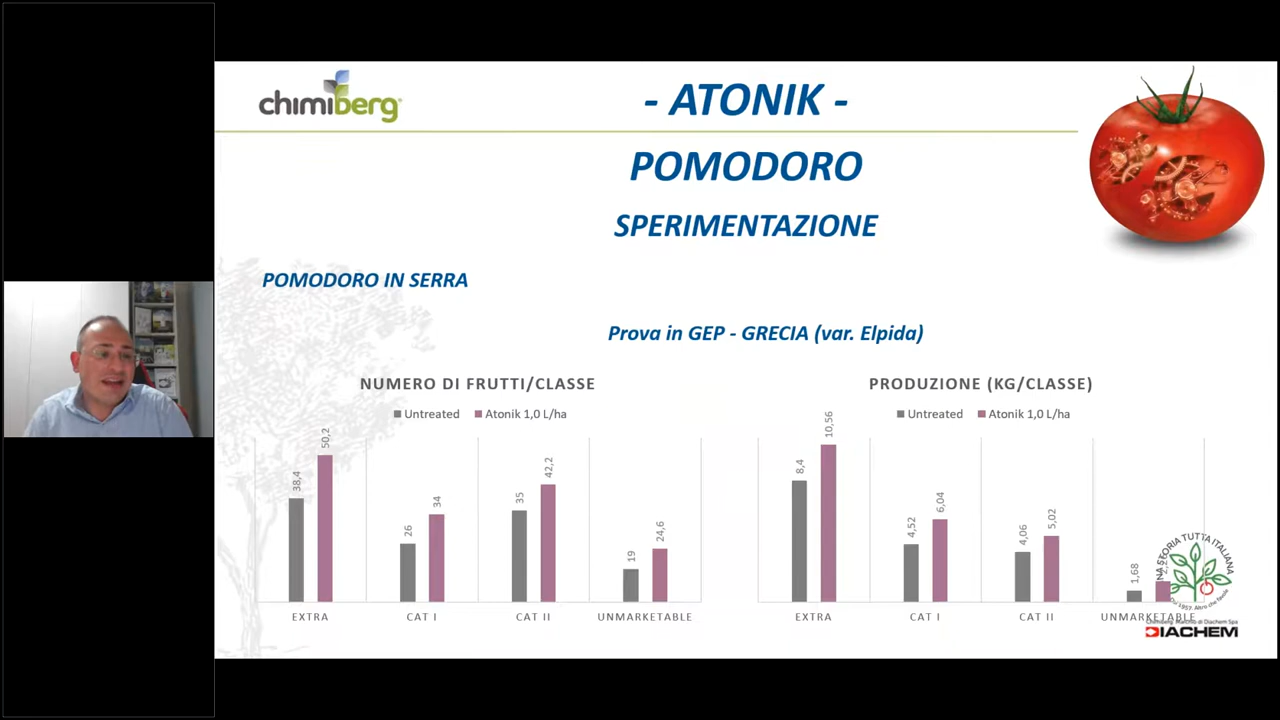 chimiberg
- ATONIK -
POMODORO
SPERIMENTAZIONE
POMODORO IN SERRA
Prova in GEP - GRECIA (var. Elpida)
NUMERO DI FRUTTI/CLASSE
Untreated Atonik 1,0 L/ha
38,4 50,2 26 34 35 42,2 19 24,6
EXTRA CAT I CAT II UNMARKETABLE
PRODUZIONE (KG/CLASSE)
Untreated Atonik 1,0 L/ha
8,4 10,56 4,52 6,04 4,06 5,02 1,68
EXTRA CAT I CAT II UNMARKETABLE
STORIA TUTTA ITALIANA
DIACHEM